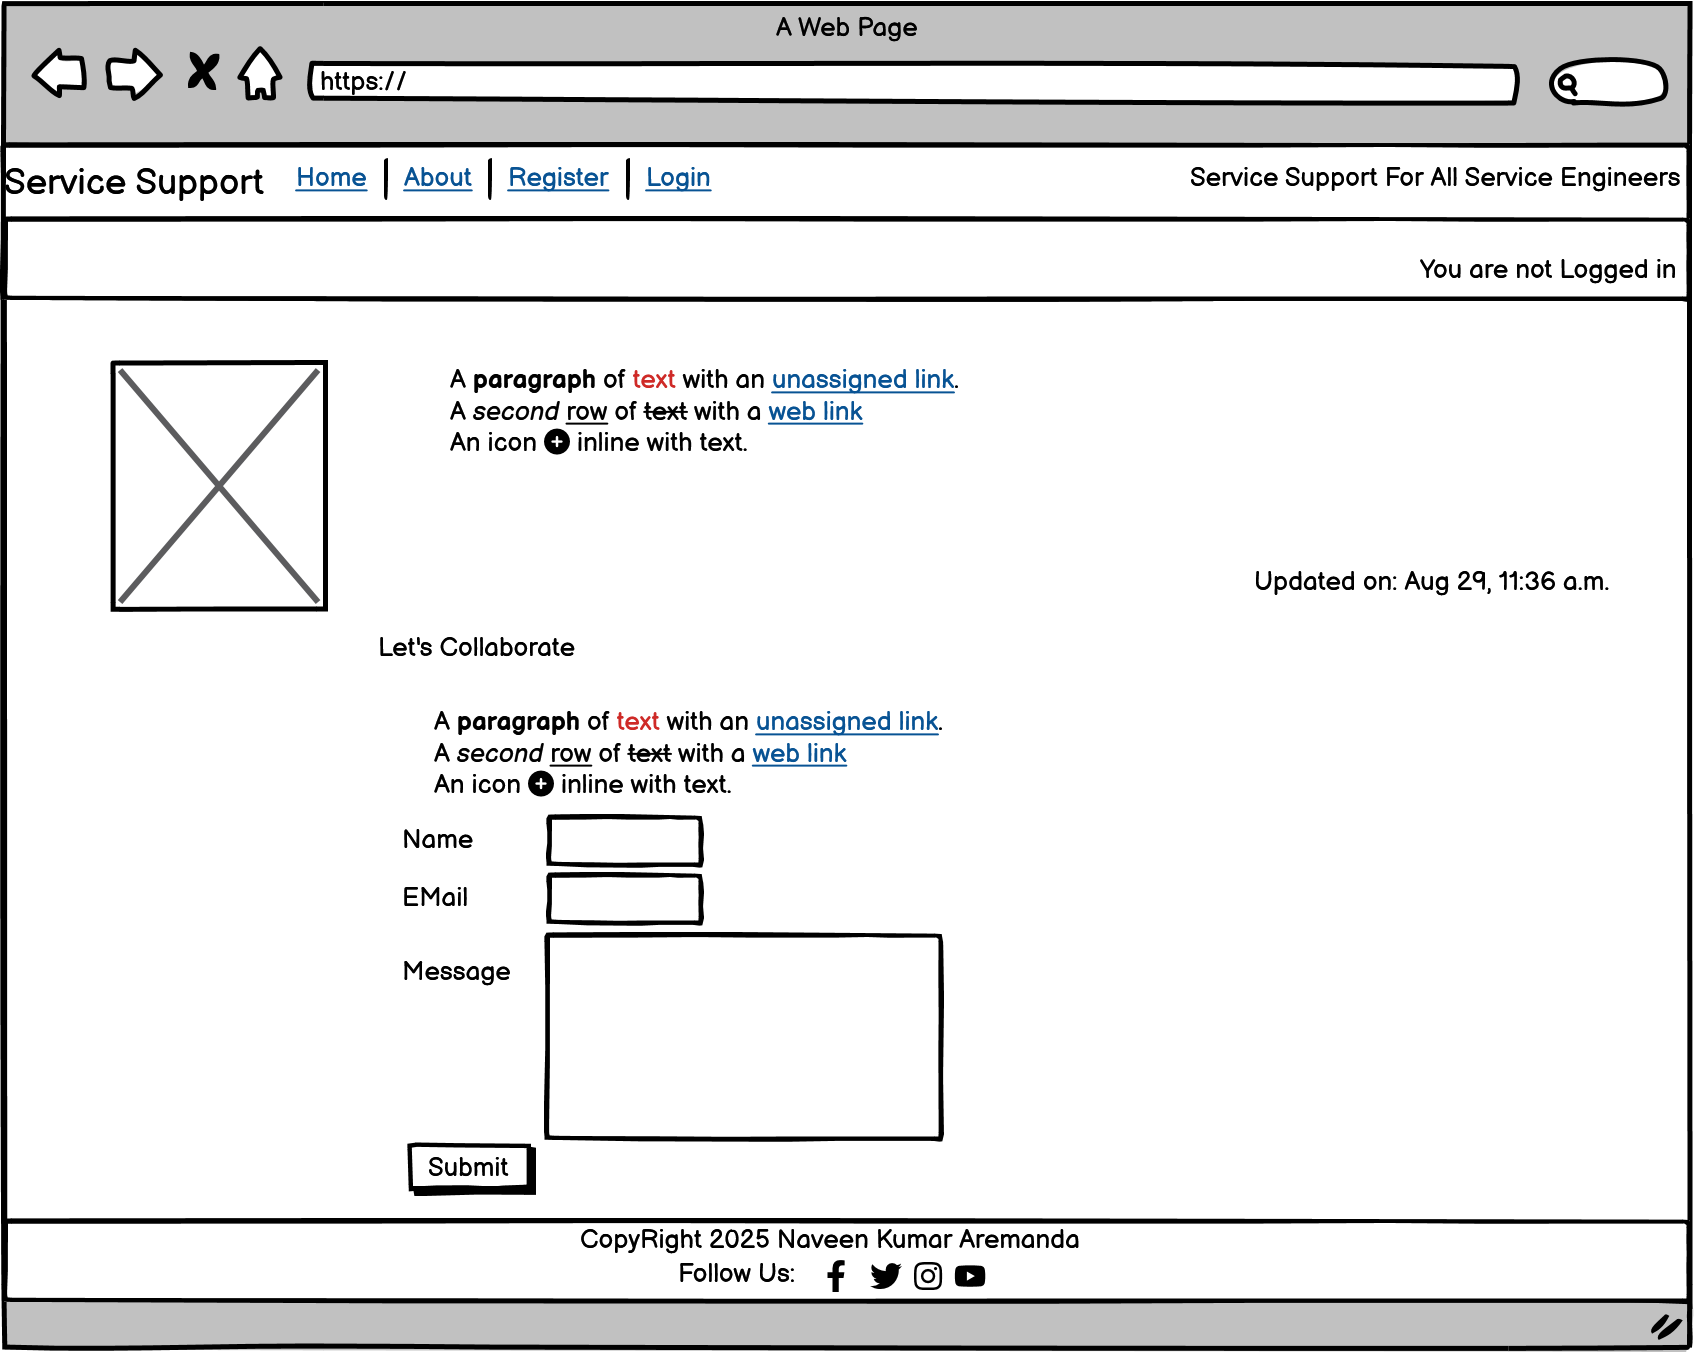 A Web Page
https://
Service Support Home About Register Login Service Support For All Service Engineers
You are not Logged in
A paragraph of text with an unassigned link.
A second row of text with a web link
An icon inline with text.
Updated on: Aug 29, 11:36 a.m.
Let's Collaborate
A paragraph of text with an unassigned link.
A second row of text with a web link
An icon inline with text.
Name
EMail
Message
Submit
CopyRight 2025 Naveen Kumar Aremanda
Follow Us: